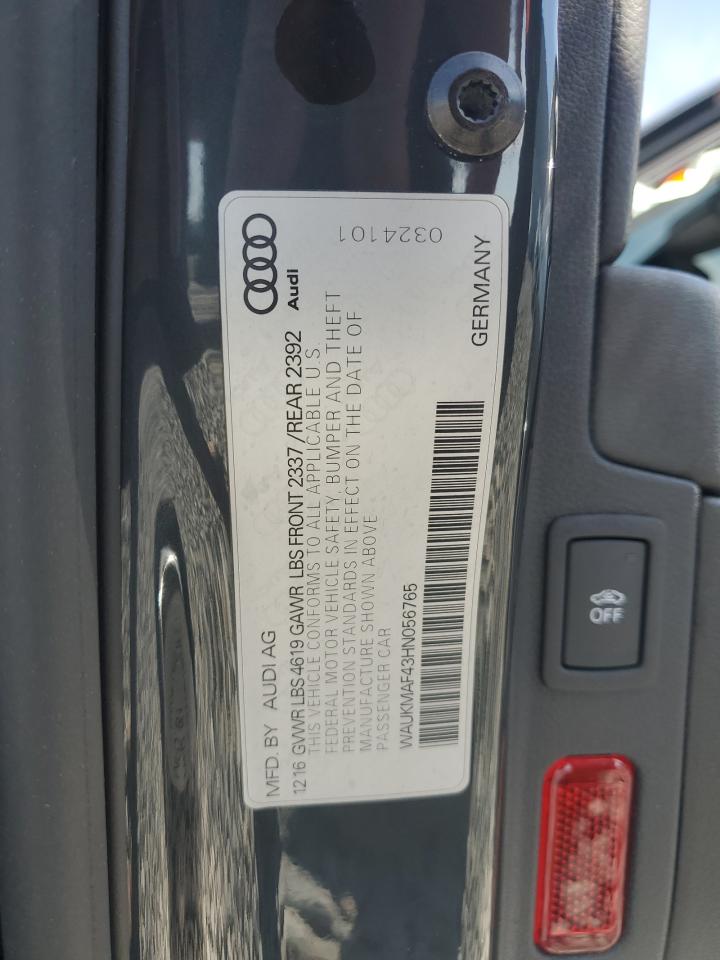 Audi
0324101
MFD. BY AUDI AG
1216 GVWR LBS 4619 GAWR LBS FRONT 2337/REAR 2392
THIS VEHICLE CONFORMS TO ALL APPLICABLE U.S.
FEDERAL MOTOR VEHICLE SAFETY, BUMPER AND THEFT
PREVENTION STANDARDS IN EFFECT ON THE DATE OF
MANUFACTURE SHOWN ABOVE
PASSENGER CAR
WAUKMAF43HN056765
GERMANY
OFF